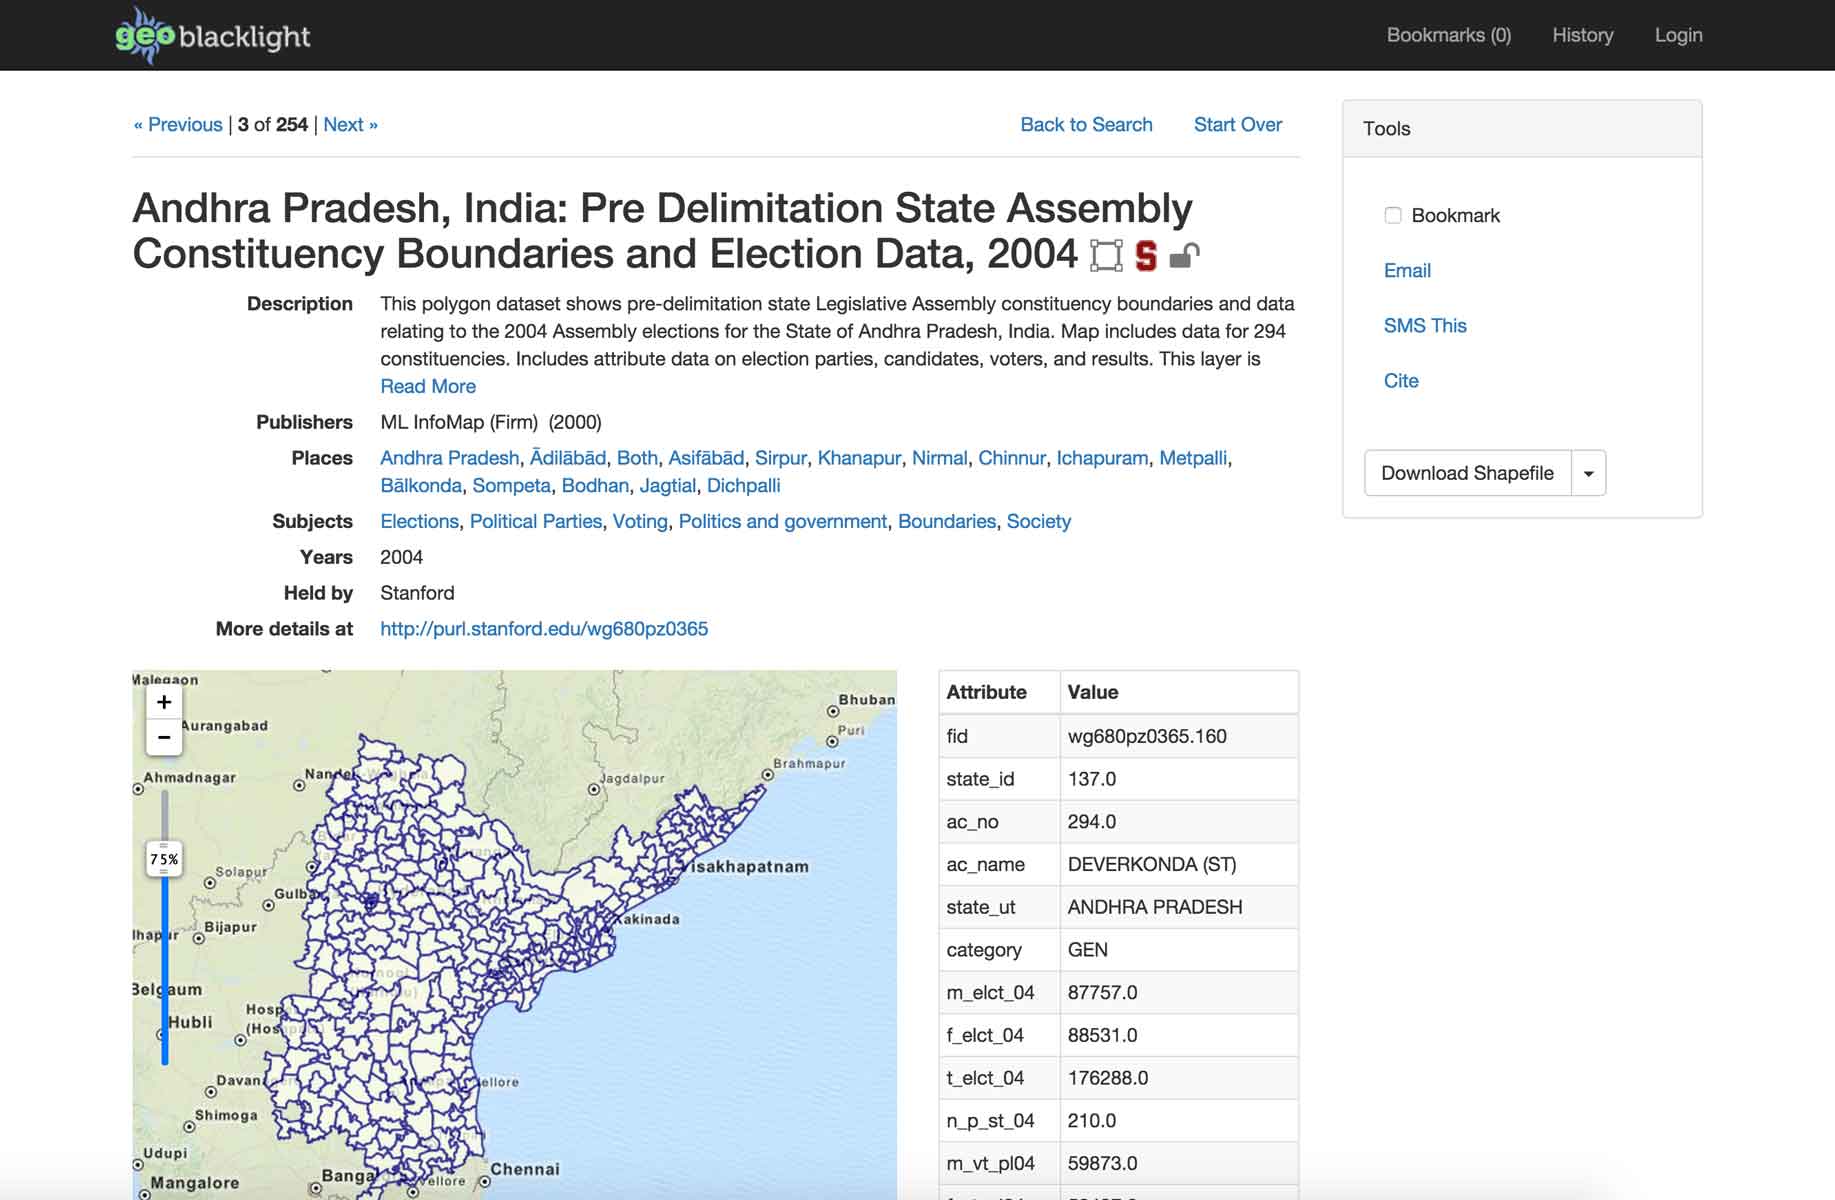 geoblacklight
Bookmarks (0) History Login
« Previous | 3 of 254 | Next »
Back to Search Start Over
Andhra Pradesh, India: Pre Delimitation State Assembly
Constituency Boundaries and Election Data, 2004
Description This polygon dataset shows pre-delimitation state Legislative Assembly constituency boundaries and data
relating to the 2004 Assembly elections for the State of Andhra Pradesh, India. Map includes data for 294
constituencies. Includes attribute data on election parties, candidates, voters, and results. This layer is
Read More
Publishers ML InfoMap (Firm) (2000)
Places Andhra Pradesh, Ādilābād, Both, Asifābād, Sirpur, Khanapur, Nirmal, Chinnur, Ichapuram, Metpalli,
Bālkonda, Sompeta, Bodhan, Jagtial, Dichpalli
Subjects Elections, Political Parties, Voting, Politics and government, Boundaries, Society
Years 2004
Held by Stanford
More details at http://purl.stanford.edu/wg680pz0365
Tools
Bookmark
Email
SMS This
Cite
Download Shapefile
+
−
75%
Malegaon
Aurangabad
Ahmadnagar
Solapur
Bijapur
Belgaum
Hubli
Shimoga
Udupi
Mangalore
Jagdalpur
Bhuban
Puri
Brahmapur
isakhapatnam
Kakinada
Chennai
Vellore
Attribute Value
fid wg680pz0365.160
state_id 137.0
ac_no 294.0
ac_name DEVERKONDA (ST)
state_ut ANDHRA PRADESH
category GEN
m_elct_04 87757.0
f_elct_04 88531.0
t_elct_04 176288.0
n_p_st_04 210.0
m_vt_pl04 59873.0